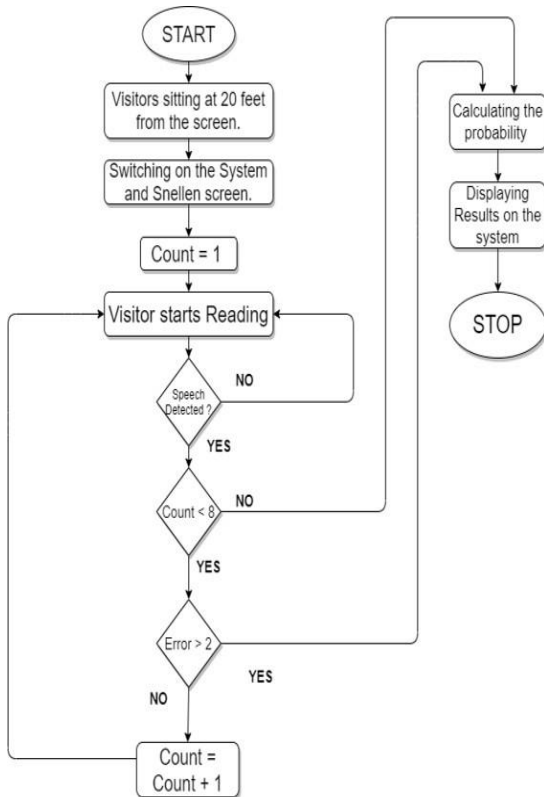 START
Visitors sitting at 20 feet
from the screen.
Switching on the System
and Snellen screen.
Count = 1
Visitor starts Reading
NO
Speech
Detected ?
YES
Count < 8
NO
YES
Error > 2
YES
NO
Count =
Count + 1
Calculating the
probability
Displaying
Results on the
system
STOP